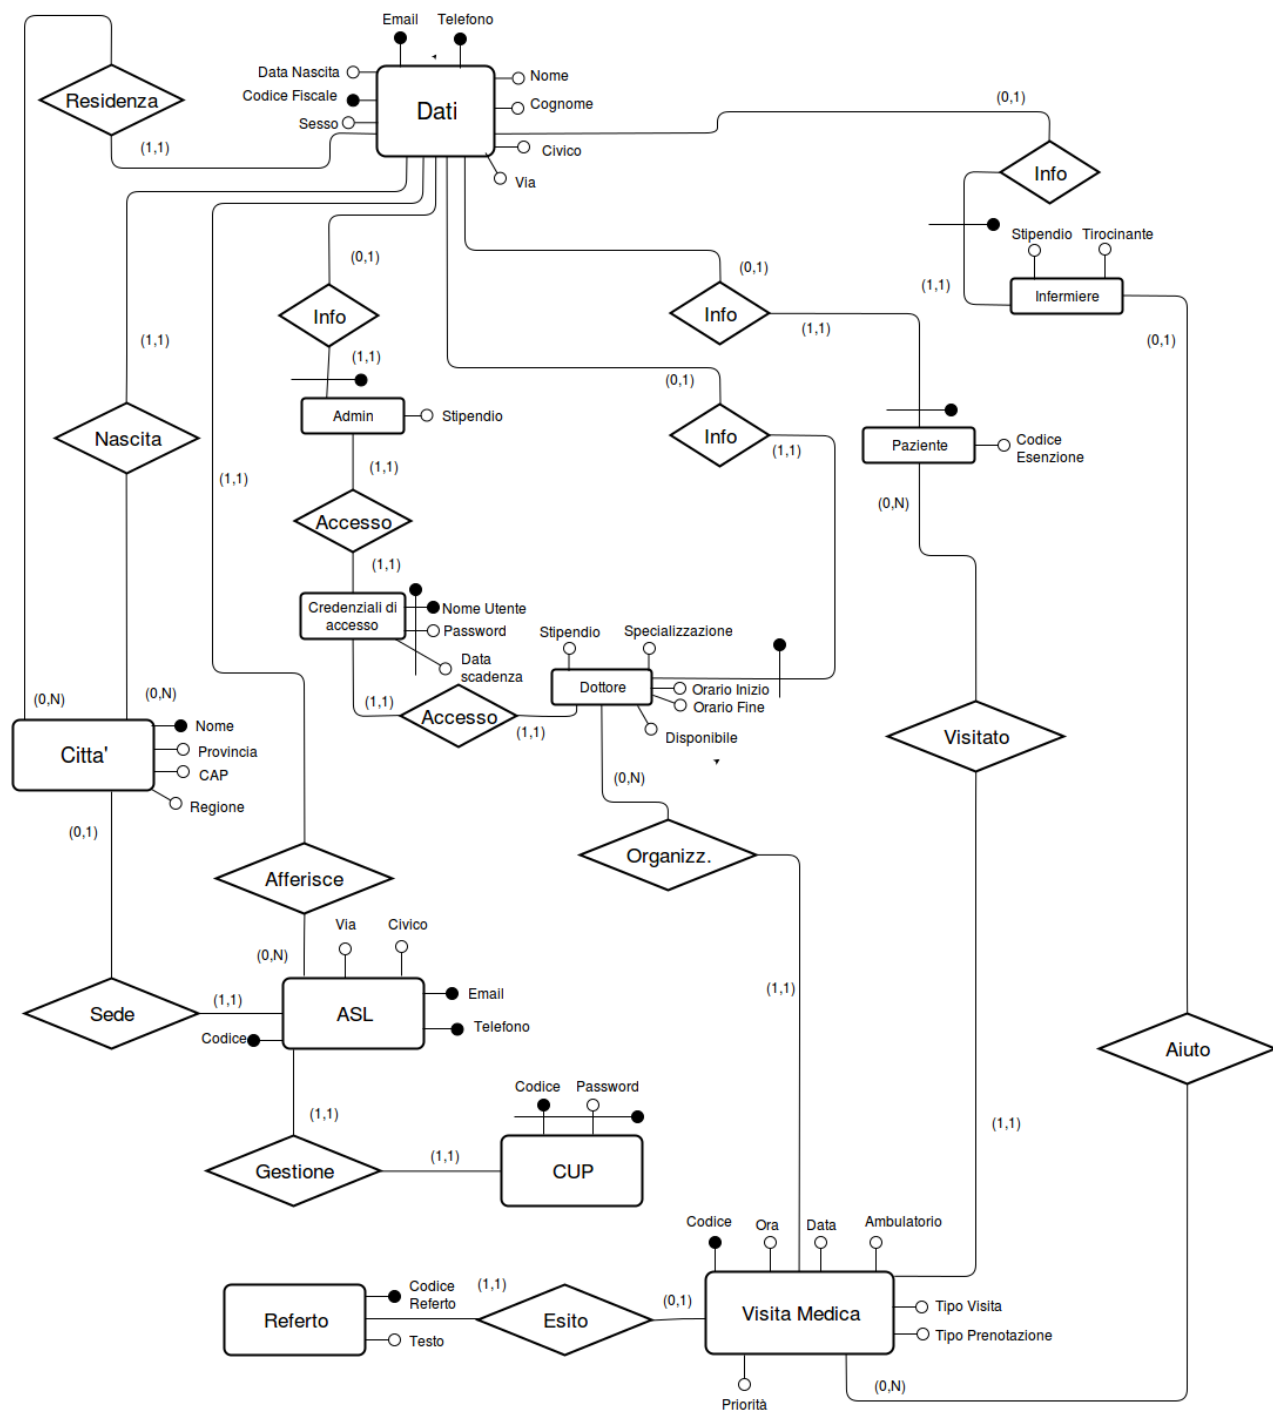 Email
Telefono
Data Nascita
Nome
Codice Fiscale
Cognome
Dati
Sesso
Civico
Via
Residenza
(1,1)
(0,1)
Info
Stipendio
Tirocinante
Infermiere
(1,1)
(0,1)
(0,1)
Info
(1,1)
Admin
Stipendio
(1,1)
Accesso
(1,1)
(0,1)
Info
(1,1)
(0,1)
Info
(1,1)
Paziente
Codice
Esenzione
(0,N)
(1,1)
Nascita
(1,1)
Credenziali di
accesso
Nome Utente
Password
Data
scadenza
(1,1)
Accesso
(1,1)
Stipendio
Specializzazione
Dottore
Orario Inizio
Orario Fine
Disponibile
(0,N)
(0,N)
(0,N)
Citta'
Nome
Provincia
CAP
Regione
(0,1)
Visitato
Organizz.
Afferisce
(0,N)
Via
Civico
Sede
(1,1)
ASL
Email
Telefono
Codice
(1,1)
(1,1)
Aiuto
(1,1)
Gestione
(1,1)
Codice
Password
CUP
Codice
Ora
Data
Ambulatorio
Referto
Codice
Referto
Testo
(1,1)
Esito
(0,1)
Visita Medica
Tipo Visita
Tipo Prenotazione
Priorità
(0,N)